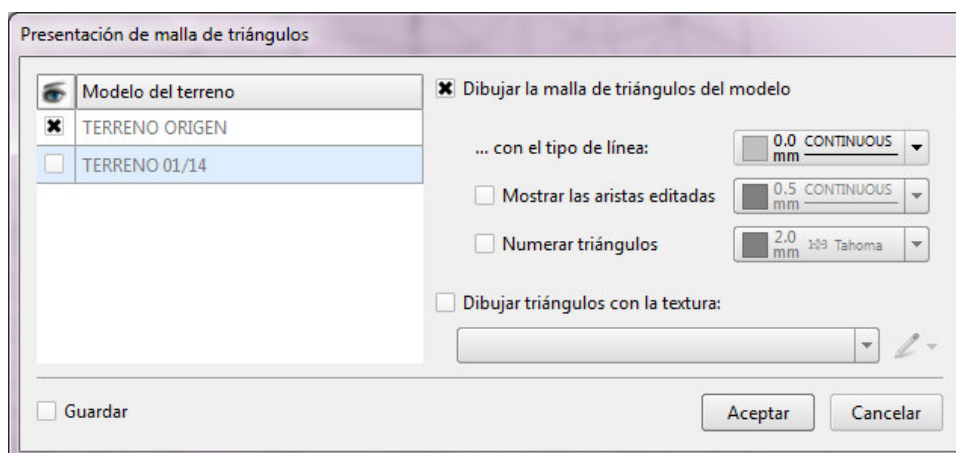 Presentación de malla de triángulos
Modelo del terreno
TERRENO ORIGEN
TERRENO 01/14
Dibujar la malla de triángulos del modelo
... con el tipo de línea:
0.0 mm CONTINUOUS
Mostrar las aristas editadas
0.5 mm CONTINUOUS
Numerar triángulos
2.0 mm 123 Tahoma
Dibujar triángulos con la textura:
Guardar
Aceptar
Cancelar